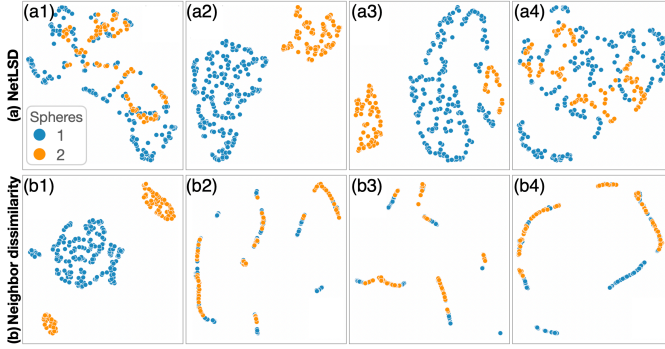 (a1)
(a2)
(a3)
(a4)
(a) NetLSD
Spheres
1
2
(b1)
(b2)
(b3)
(b4)
(b) Neighbor dissimilarity